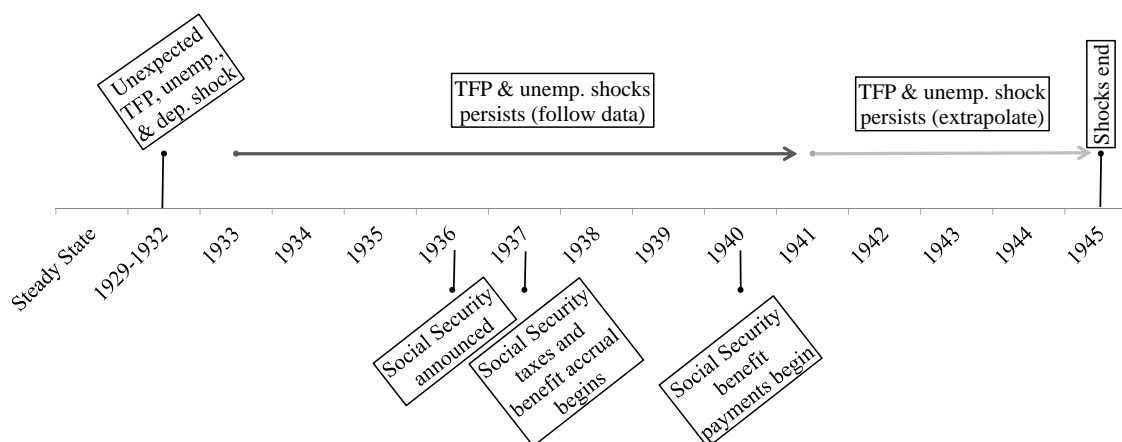 Unexpected
TFP, unemp.,
& dep. shock
TFP & unemp. shocks
persists (follow data)
TFP & unemp. shock
persists (extrapolate)
Shocks end
Steady State
1929-1932
1933
1934
1935
1936
1937
1938
1939
1940
1941
1942
1943
1944
1945
Social Security
announced
Social Security
taxes and
benefit accrual
begins
Social Security
benefit
payments begin